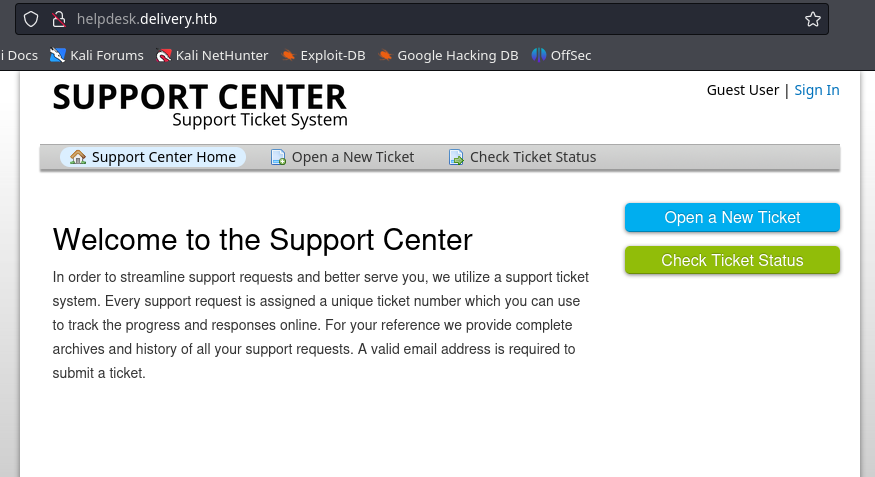 helpdesk.delivery.htb
i Docs Kali Forums Kali NetHunter Exploit-DB Google Hacking DB OffSec
SUPPORT CENTER
Support Ticket System
Guest User | Sign In
Support Center Home Open a New Ticket Check Ticket Status
Open a New Ticket
Check Ticket Status
Welcome to the Support Center
In order to streamline support requests and better serve you, we utilize a support ticket
system. Every support request is assigned a unique ticket number which you can use
to track the progress and responses online. For your reference we provide complete
archives and history of all your support requests. A valid email address is required to
submit a ticket.